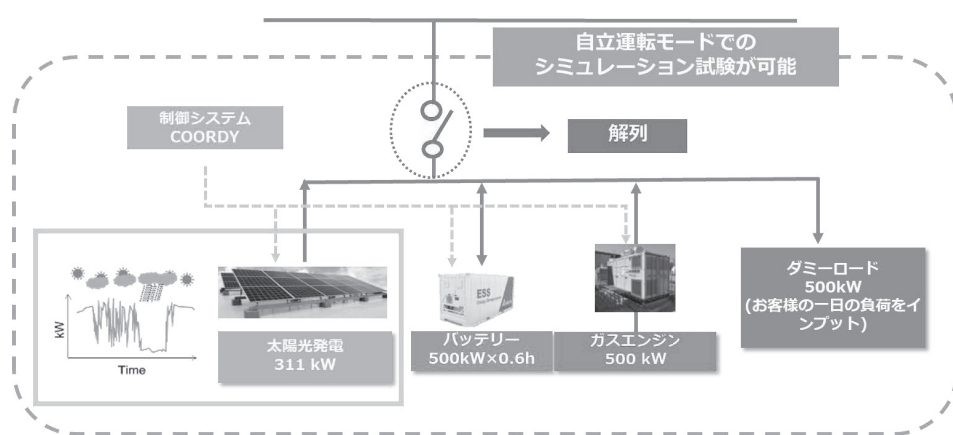 自立運転モードでの
シミュレーション試験が可能
制御システム
COORDY
解列
kW
Time
太陽光発電
311 kW
ESS
バッテリー
500kW×0.6h
ガスエンジン
500 kW
ダミーロード
500kW
(お客様の一日の負荷をイ
ンプット)